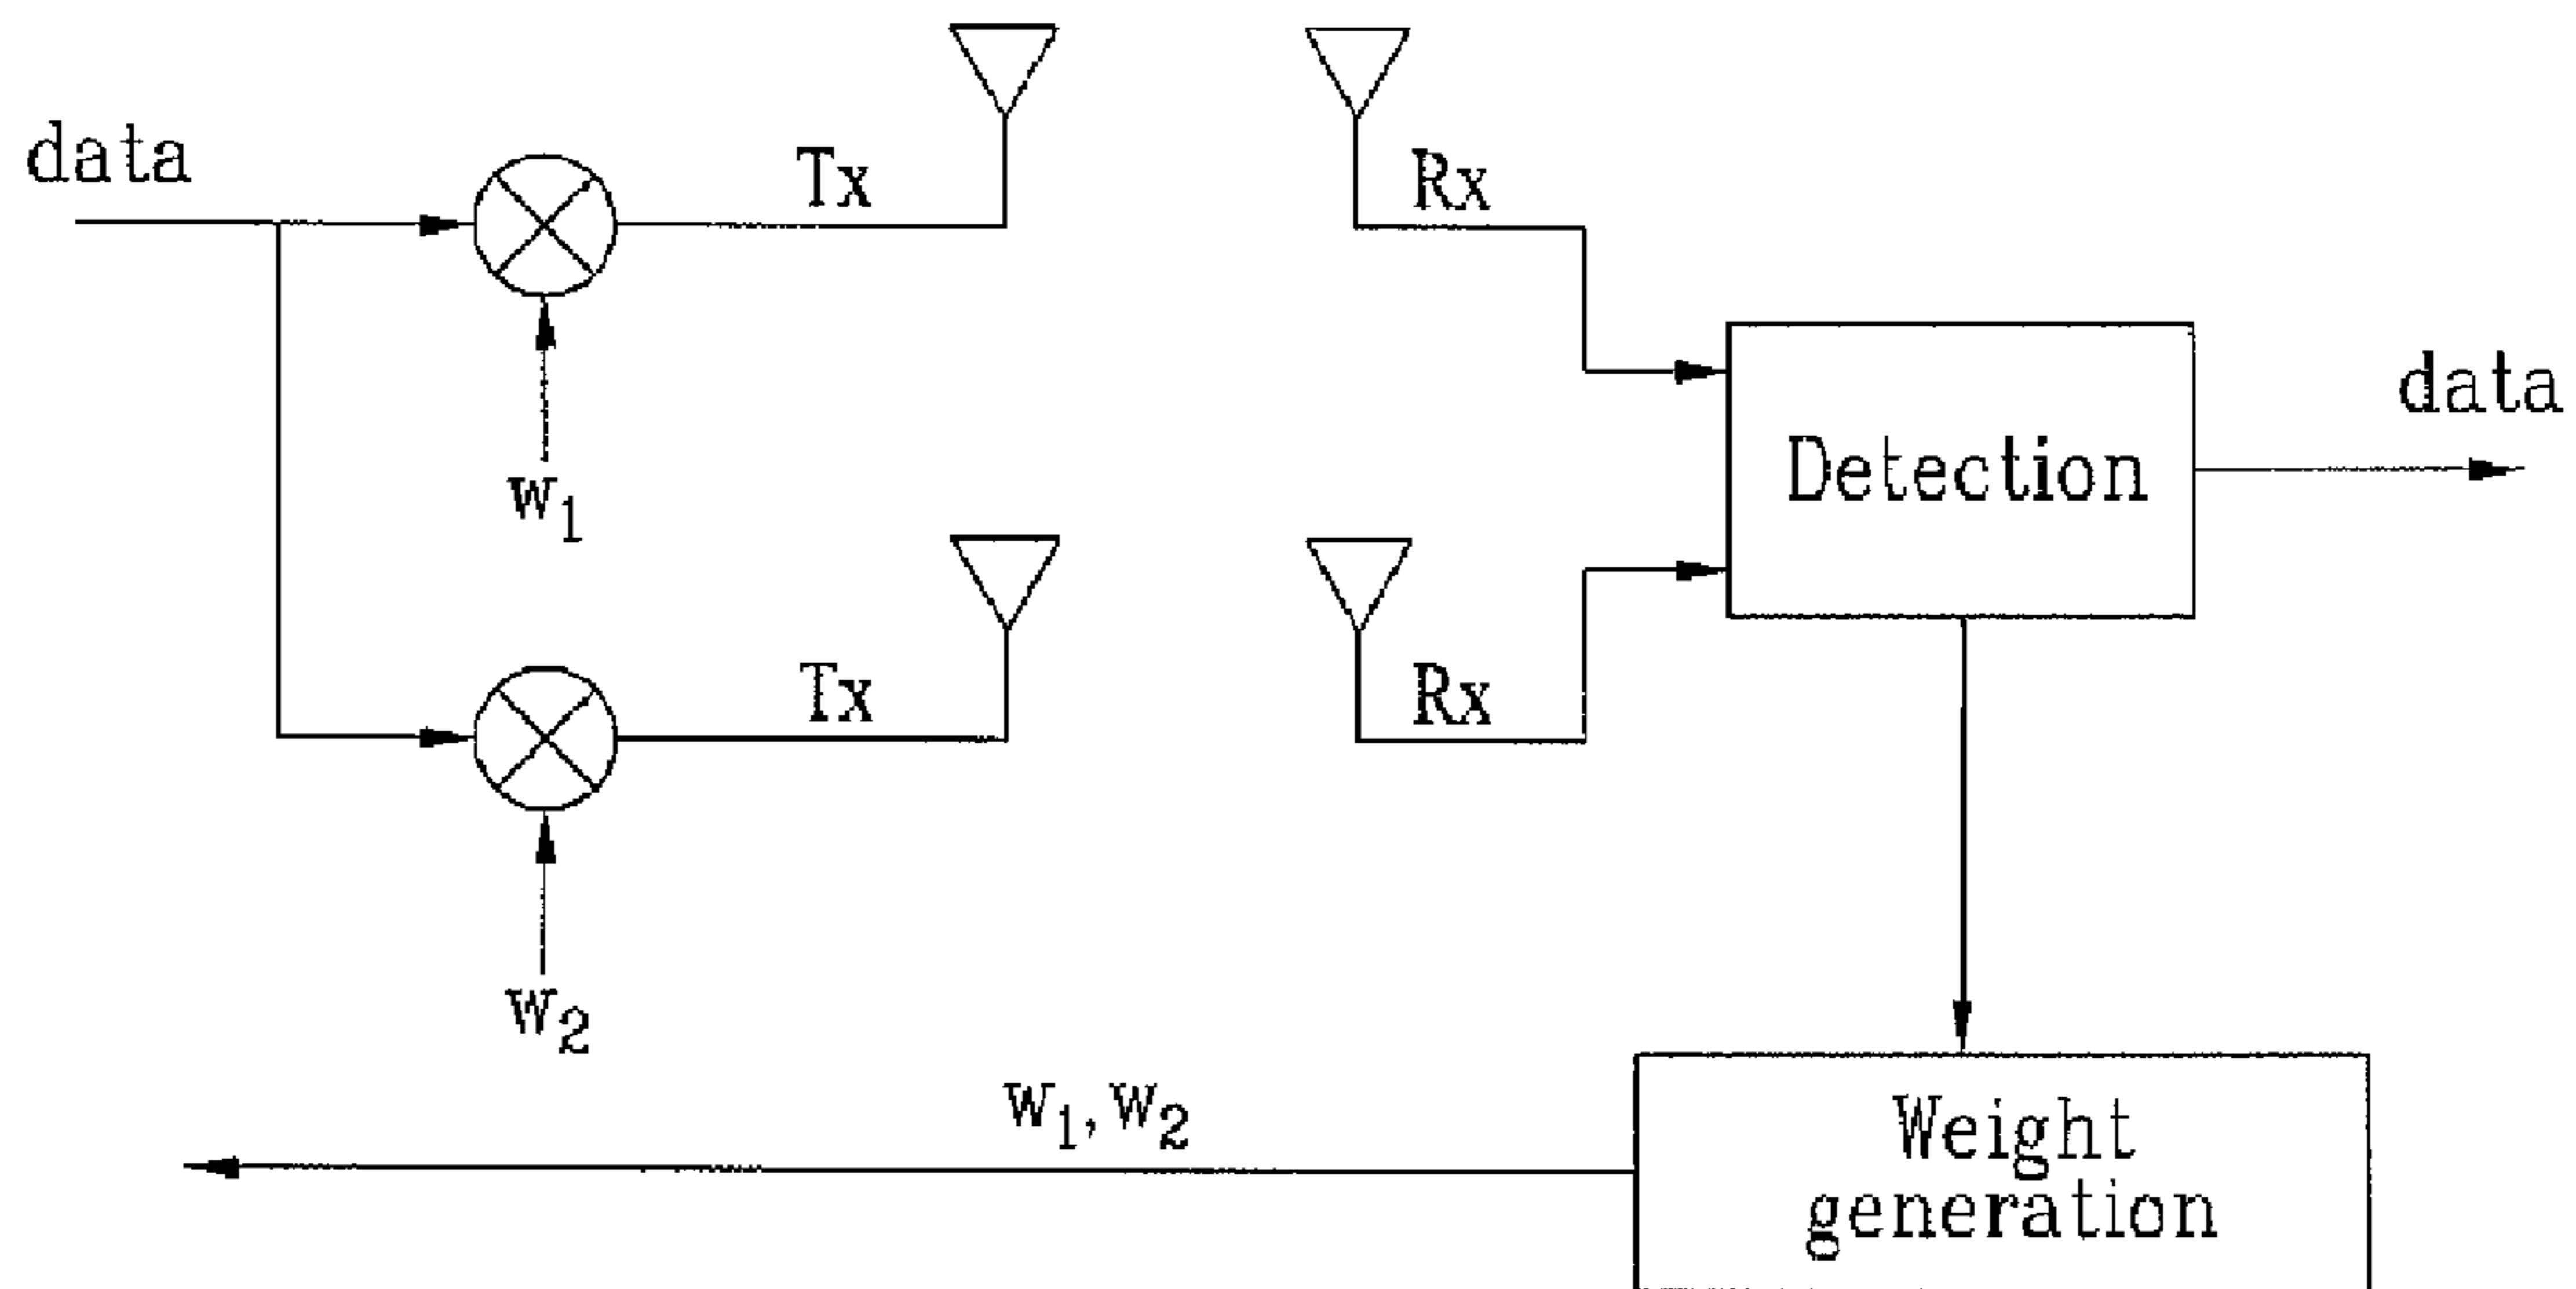 data
Tx
Rx
w1
data
Detection
Tx
Rx
w2
w1, w2
Weight
generation